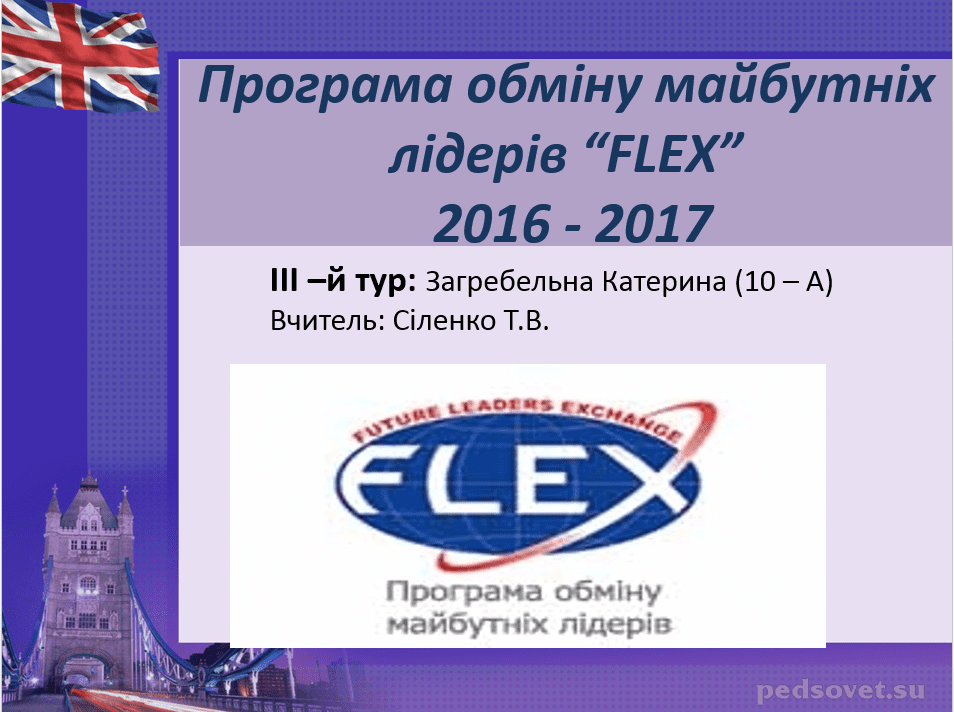 Програма обміну майбутніх
лідерів “FLEX”
2016 - 2017
ІІІ –й тур: Загребельна Катерина (10 – А)
Вчитель: Сіленко Т.В.
FUTURE LEADERS EXCHANGE
FLEX
Програма обміну
майбутніх лідерів
pedsovet.su